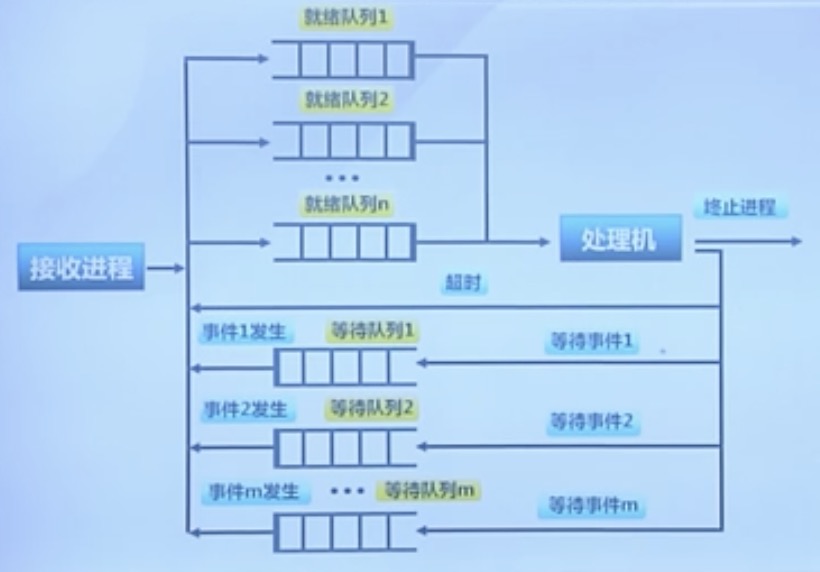 就绪队列1
就绪队列2
•••
就绪队列n
接收进程
处理机
终止进程
超时
事件1发生
等待队列1
等待事件1
事件2发生
等待队列2
等待事件2
事件m发生
•••
等待队列m
等待事件m